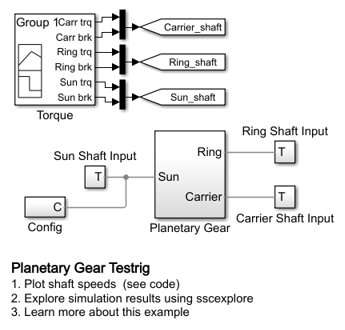 Group 1
Carr trq
Carr brk
Ring trq
Ring brk
Sun trq
Sun brk
Torque
Carrier_shaft
Ring_shaft
Sun_shaft
Ring Shaft Input
Sun Shaft Input
T
Ring
T
Sun
Carrier
T
C
Config
Planetary Gear
Carrier Shaft Input
Planetary Gear Testrig
1. Plot shaft speeds (see code)
2. Explore simulation results using sscexplore
3. Learn more about this example